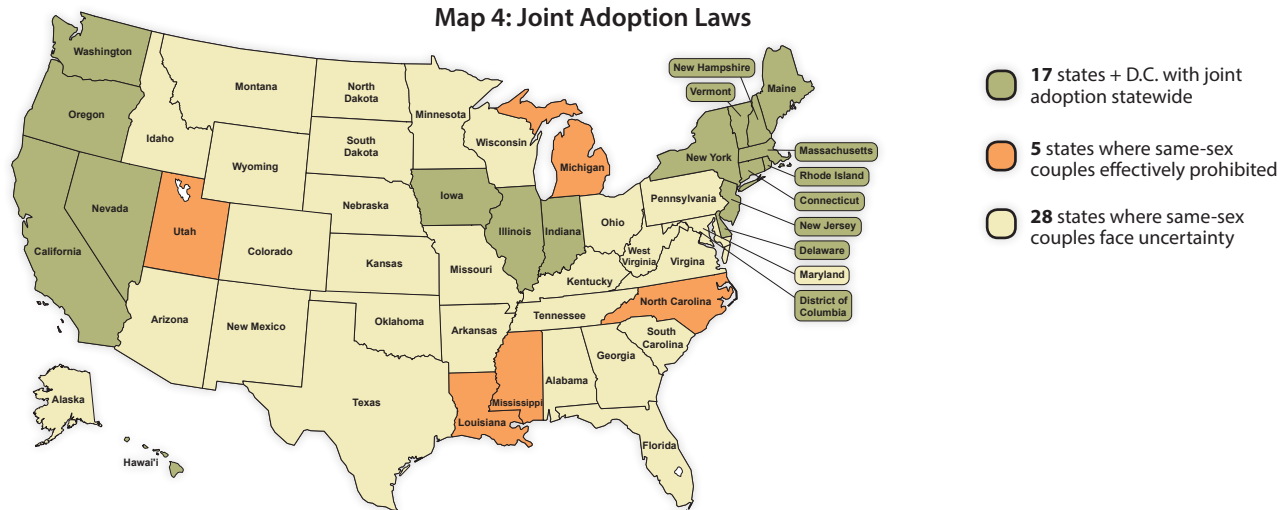 Map 4: Joint Adoption Laws
Washington
Oregon
California
Nevada
Idaho
Montana
Wyoming
Utah
Arizona
Colorado
New Mexico
North
Dakota
South
Dakota
Nebraska
Kansas
Oklahoma
Texas
Minnesota
Iowa
Missouri
Arkansas
Louisiana
Wisconsin
Illinois
Michigan
Indiana
Ohio
Kentucky
Tennessee
Mississippi
Alabama
Georgia
Florida
South
Carolina
North Carolina
Virgina
West
Virginia
Pennsylvania
New York
Maine
New Hampshire
Vermont
Massachusetts
Rhode Island
Connecticut
New Jersey
Delaware
Maryland
District of
Columbia
Alaska
Hawai'i
17 states + D.C. with joint
adoption statewide
5 states where same-sex
couples effectively prohibited
28 states where same-sex
couples face uncertainty